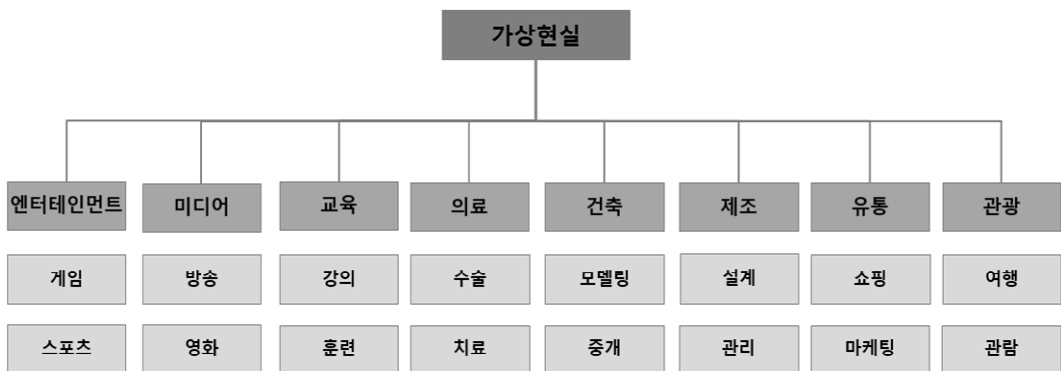 가상현실
엔터테인먼트 미디어 교육 의료 건축 제조 유통 관광
게임 방송 강의 수술 모델링 설계 쇼핑 여행
스포츠 영화 훈련 치료 중개 관리 마케팅 관람